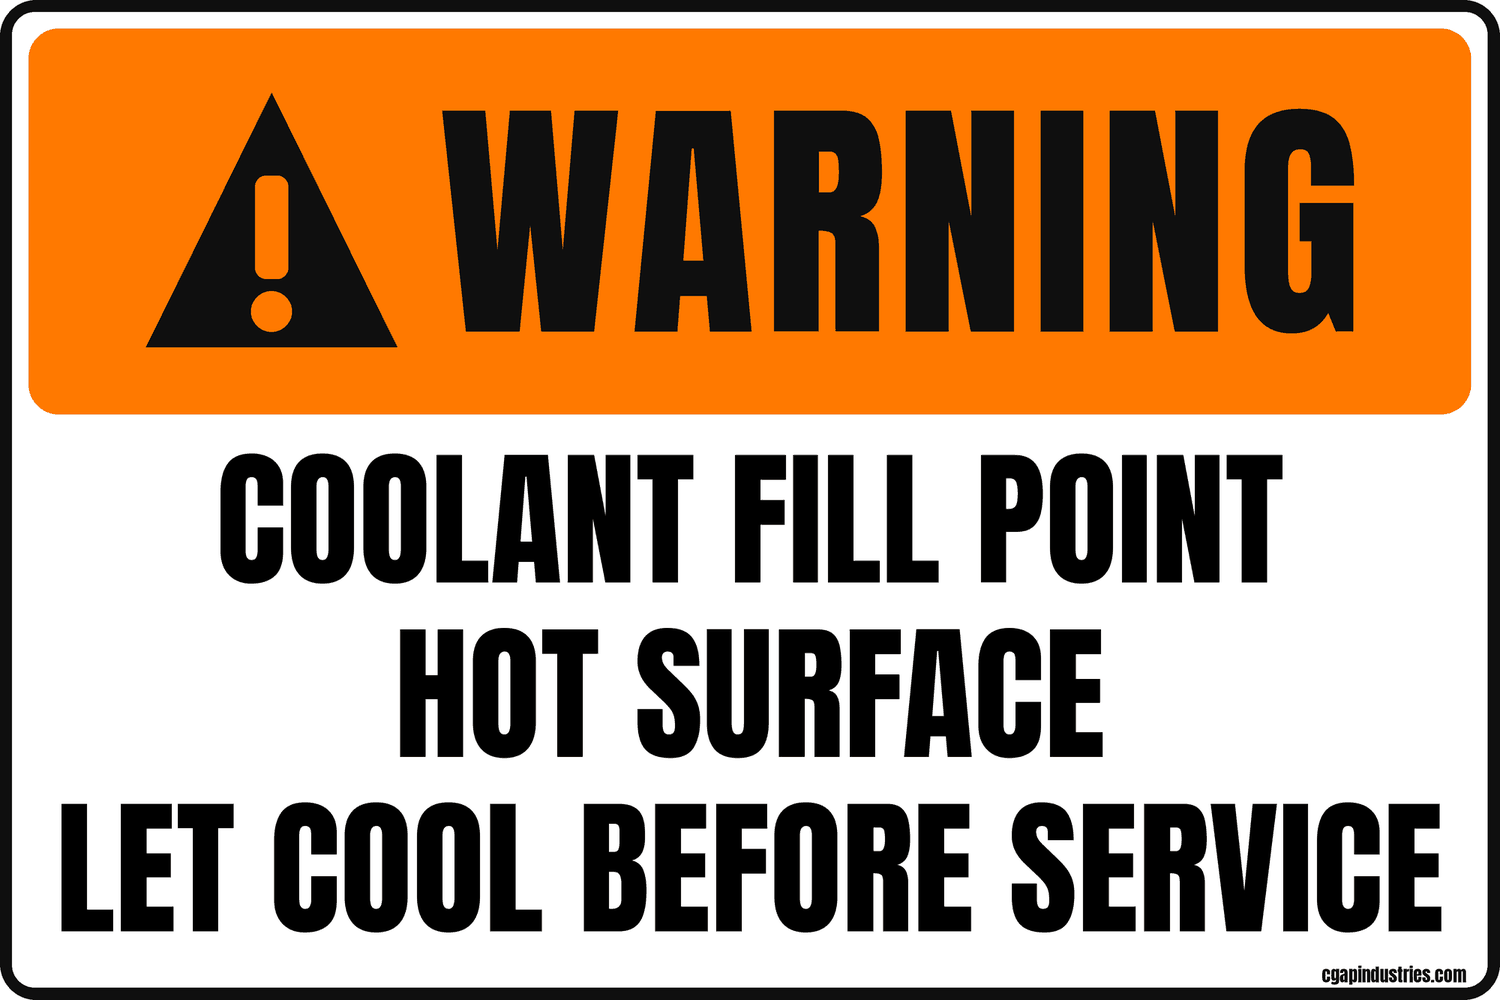 WARNING
COOLANT FILL POINT
HOT SURFACE
LET COOL BEFORE SERVICE
cgapindustries.com